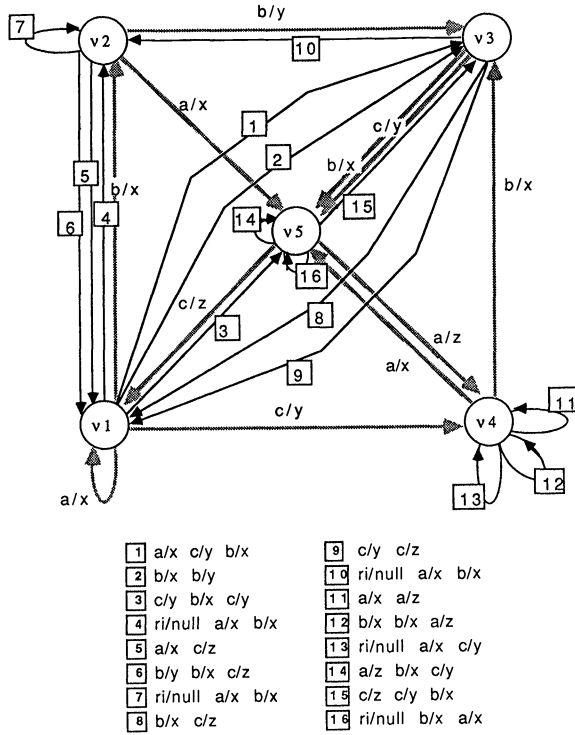 b/y
7
v2
v3
10
a/x
1
c/y
2
b/x
5
b/x
15
4
14
6
v5
16
c/z
8
3
a/z
a/x
b/x
9
c/y
11
v1
v4
12
13
a/x
1 a/x c/y b/x
2 b/x b/y
3 c/y b/x c/y
4 ri/null a/x b/x
5 a/x c/z
6 b/y b/x c/z
7 ri/null a/x b/x
8 b/x c/z
9 c/y c/z
10 ri/null a/x b/x
11 a/x a/z
12 b/x b/x a/z
13 ri/null a/x c/y
14 a/z b/x c/y
15 c/z c/y b/x
16 ri/null b/x a/x